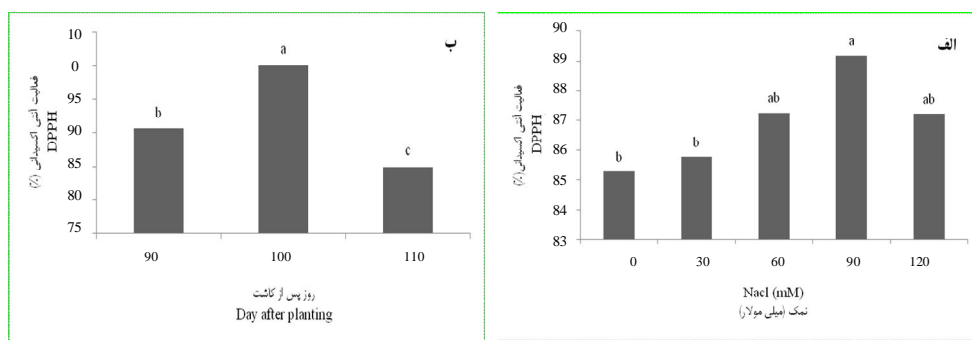 الف
فعالیت آنتی اکسیدانی(%)
DPPH
90
89
88
87
86
85
84
83
b
b
ab
a
ab
0 30 60 90 120
Nacl (mM)
نمک (میلی مولار)
ب
فعالیت آنتی اکسیدانی (%)
DPPH
10
0
95
90
85
80
75
b
a
c
90 100 110
روز پس از کاشت
Day after planting